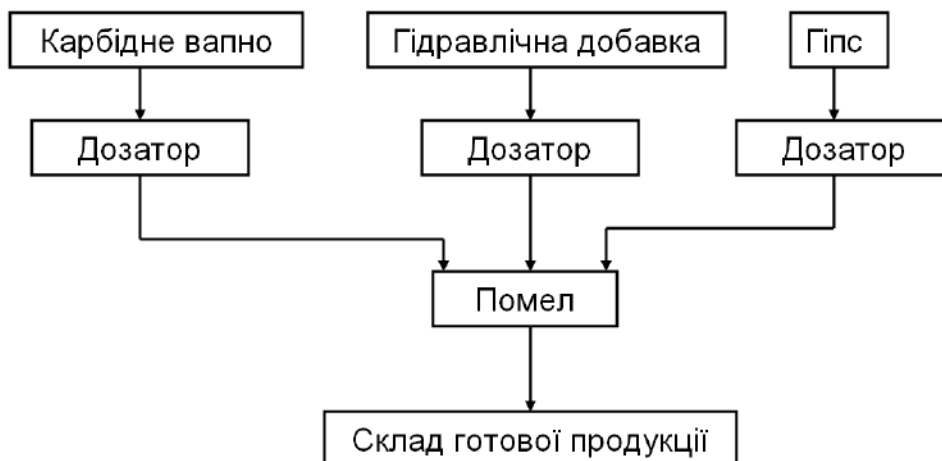 Карбідне вапно
Гідравлічна добавка
Гіпс
Дозатор
Дозатор
Дозатор
Помел
Склад готової продукції